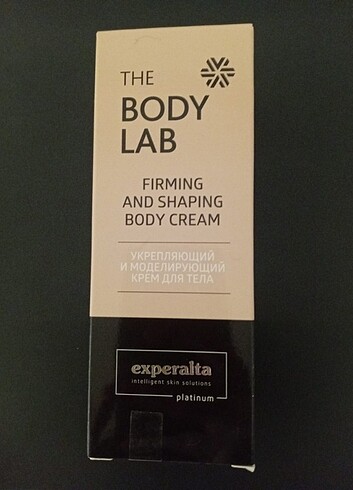 THE
BODY
LAB
FIRMING
AND SHAPING
BODY CREAM
УКРЕПЛЯЮЩИЙ
И МОДЕЛИРУЮЩИЙ
КРЕМ ДЛЯ ТЕЛА
experalta
intelligent skin solutions
platinum